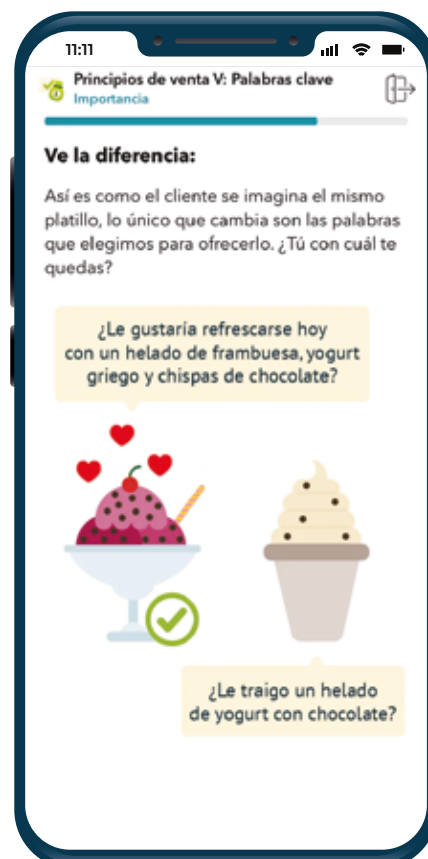 11:11
Principios de venta V: Palabras clave
Importancia
Ve la diferencia:
Así es como el cliente se imagina el mismo
platillo, lo único que cambia son las palabras
que elegimos para ofrecerlo. ¿Tú con cuál te
quedas?
¿Le gustaría refrescarse hoy
con un helado de frambuesa, yogurt
griego y chispas de chocolate?
¿Le traigo un helado
de yogurt con chocolate?